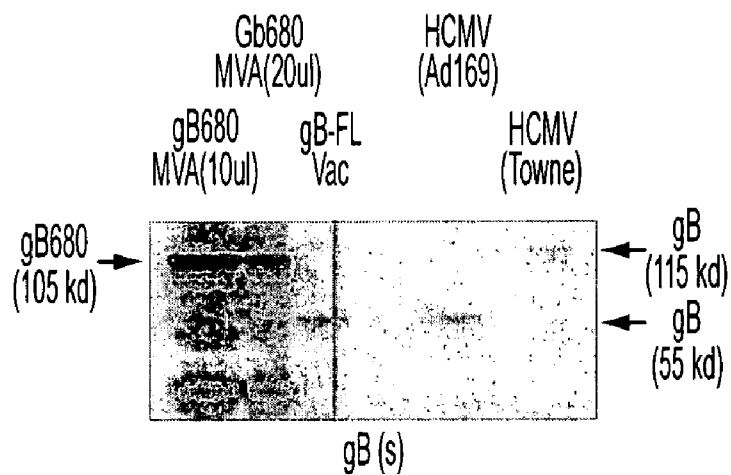 Gb680
MVA(20ul)
HCMV
(Ad169)
gB680
MVA(10ul)
gB-FL
Vac
HCMV
(Towne)
gB680
(105 kd)
gB
(115 kd)
gB
(55 kd)
gB (s)